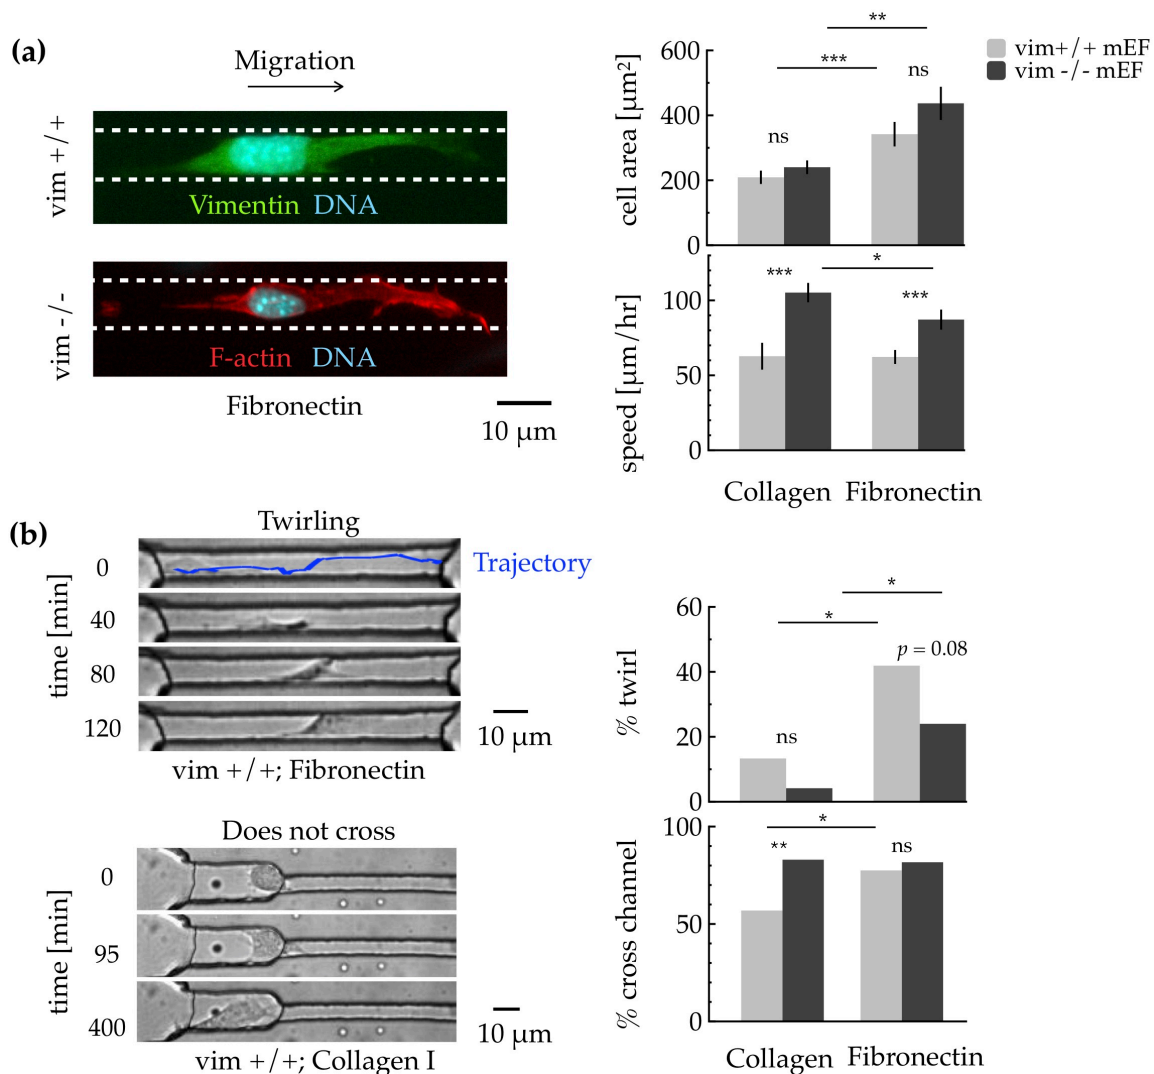 (a)
Migration
vim +/+
Vimentin DNA
vim -/-
F-actin DNA
Fibronectin
10 µm
**
***
ns
ns
vim+/+ mEF
vim -/- mEF
cell area [µm²]
600
400
200
0
***
*
***
speed [µm/hr]
100
50
0
Collagen Fibronectin
(b)
Twirling
Trajectory
time [min]
0
40
80
120
10 µm
vim +/+; Fibronectin
Does not cross
time [min]
0
95
400
10 µm
vim +/+; Collagen I
*
*
p = 0.08
ns
% twirl
60
40
20
0
*
**
ns
% cross channel
100
50
0
Collagen Fibronectin